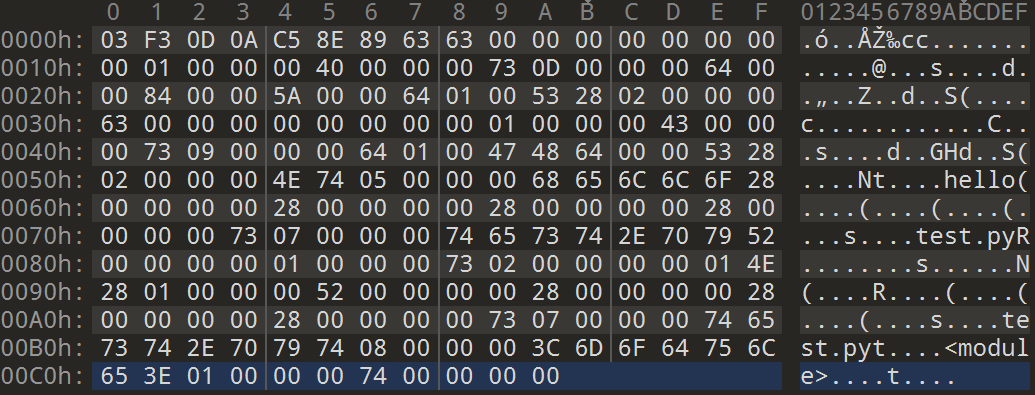 0 1 2 3 4 5 6 7 8 9 A B̌ C D E F 0123456789AB̌CDEF
0000h: 03 F3 0D 0A C5 8E 89 63 63 00 00 00 00 00 00 00 .ó..ÅŽ‰cc.......
0010h: 00 01 00 00 00 40 00 00 00 73 0D 00 00 00 64 00 .....@...s....d.
0020h: 00 84 00 00 5A 00 00 64 01 00 53 28 02 00 00 00 .„..Z..d..S(....
0030h: 63 00 00 00 00 00 00 00 00 01 00 00 00 43 00 00 c............C..
0040h: 00 73 09 00 00 00 64 01 00 47 48 64 00 00 53 28 .s....d..GHd..S(
0050h: 02 00 00 00 4E 74 05 00 00 00 68 65 6C 6C 6F 28 ....Nt....hello(
0060h: 00 00 00 00 28 00 00 00 00 28 00 00 00 00 28 00 ....(....(....(.
0070h: 00 00 00 73 07 00 00 00 74 65 73 74 2E 70 79 52 ...s....test.pyR
0080h: 00 00 00 00 01 00 00 00 73 02 00 00 00 00 01 4E ........s......N
0090h: 28 01 00 00 00 52 00 00 00 00 28 00 00 00 00 28 (....R....(....(
00A0h: 00 00 00 00 28 00 00 00 00 73 07 00 00 00 74 65 ....(....s....te
00B0h: 73 74 2E 70 79 74 08 00 00 00 3C 6D 6F 64 75 6C st.pyt....<modul
00C0h: 65 3E 01 00 00 00 74 00 00 00 00 e>....t....